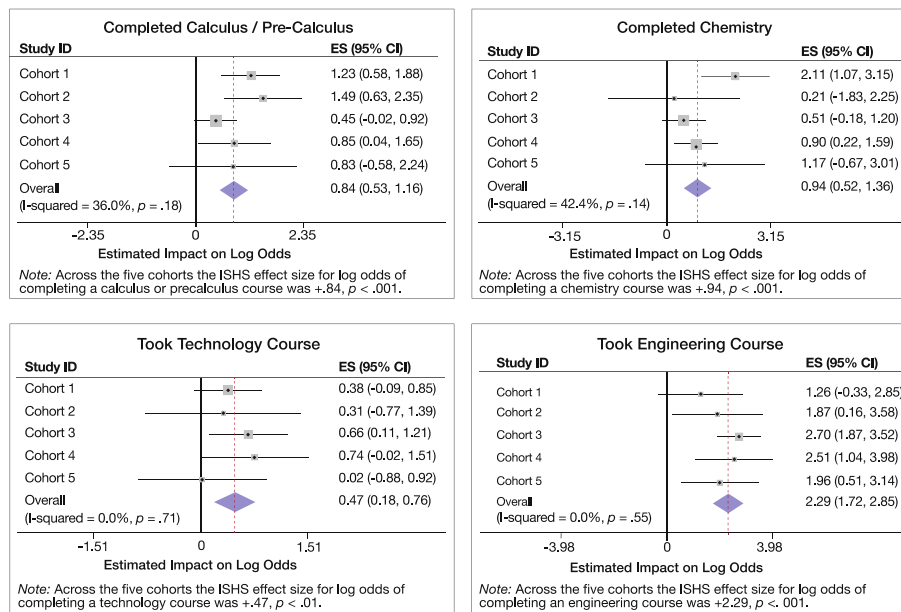 Completed Calculus / Pre-Calculus
Study ID ES (95% CI)
Cohort 1 1.23 (0.58, 1.88)
Cohort 2 1.49 (0.63, 2.35)
Cohort 3 0.45 (-0.02, 0.92)
Cohort 4 0.85 (0.04, 1.65)
Cohort 5 0.83 (-0.58, 2.24)
Overall 0.84 (0.53, 1.16)
(I-squared = 36.0%, p = .18)
-2.35 0 2.35
Estimated Impact on Log Odds
Note: Across the five cohorts the ISHS effect size for log odds of
completing a calculus or precalculus course was +.84, p < .001.
Completed Chemistry
Study ID ES (95% CI)
Cohort 1 2.11 (1.07, 3.15)
Cohort 2 0.21 (-1.83, 2.25)
Cohort 3 0.51 (-0.18, 1.20)
Cohort 4 0.90 (0.22, 1.59)
Cohort 5 1.17 (-0.67, 3.01)
Overall 0.94 (0.52, 1.36)
(I-squared = 42.4%, p = .14)
-3.15 0 3.15
Estimated Impact on Log Odds
Note: Across the five cohorts the ISHS effect size for log odds of
completing a chemistry course was +.94, p < .001.
Took Technology Course
Study ID ES (95% CI)
Cohort 1 0.38 (-0.09, 0.85)
Cohort 2 0.31 (-0.77, 1.39)
Cohort 3 0.66 (0.11, 1.21)
Cohort 4 0.74 (-0.02, 1.51)
Cohort 5 0.02 (-0.88, 0.92)
Overall 0.47 (0.18, 0.76)
(I-squared = 0.0%, p = .71)
-1.51 0 1.51
Estimated Impact on Log Odds
Note: Across the five cohorts the ISHS effect size for log odds of
completing a technology course was +.47, p < .01.
Took Engineering Course
Study ID ES (95% CI)
Cohort 1 1.26 (-0.33, 2.85)
Cohort 2 1.87 (0.16, 3.58)
Cohort 3 2.70 (1.87, 3.52)
Cohort 4 2.51 (1.04, 3.98)
Cohort 5 1.96 (0.51, 3.14)
Overall 2.29 (1.72, 2.85)
(I-squared = 0.0%, p = .55)
-3.98 0 3.98
Estimated Impact on Log Odds
Note: Across the five cohorts the ISHS effect size for log odds of
completing an engineering course was +2.29, p<. 001.